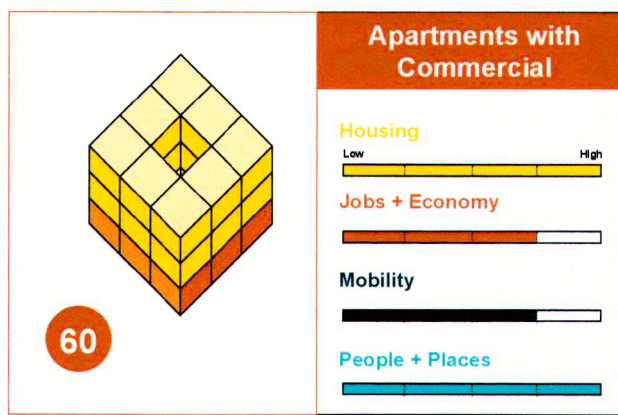 60
Apartments with
Commercial
Housing
Low High
Jobs + Economy
Mobility
People + Places